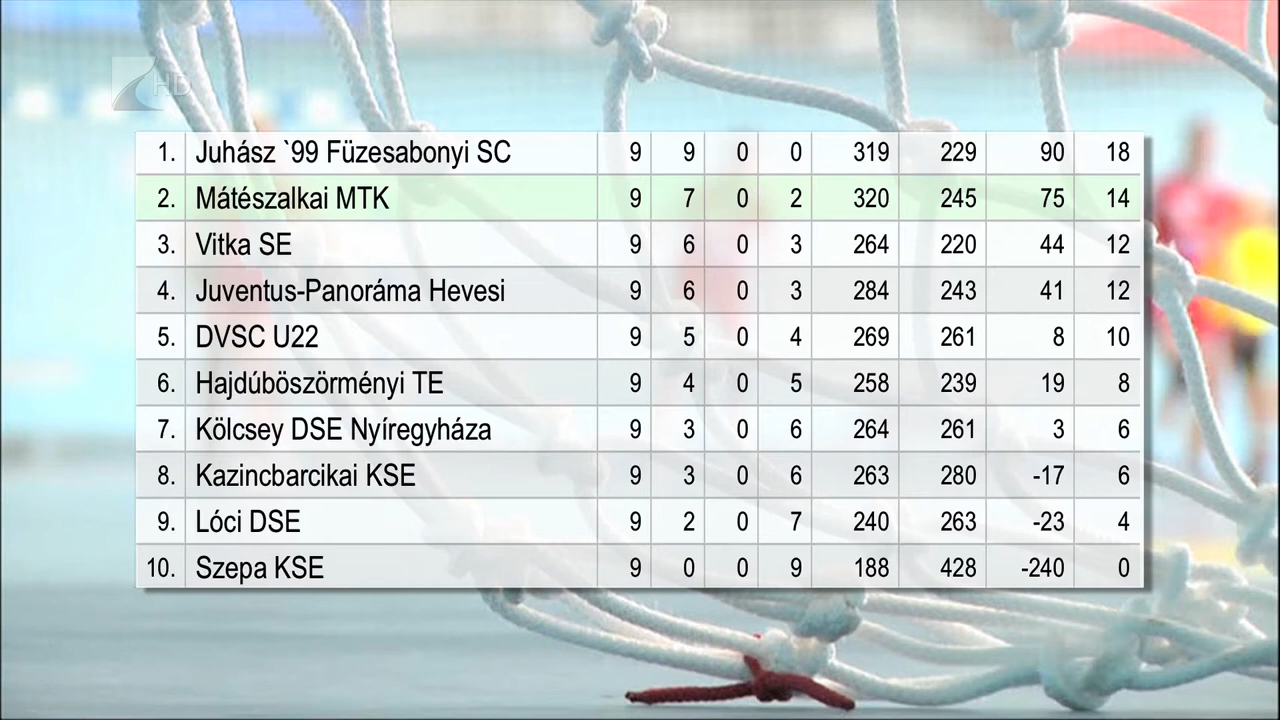 HD
1. Juhász `99 Füzesabonyi SC 9 9 0 0 319 229 90 18
2. Mátészalkai MTK 9 7 0 2 320 245 75 14
3. Vitka SE 9 6 0 3 264 220 44 12
4. Juventus-Panoráma Hevesi 9 6 0 3 284 243 41 12
5. DVSC U22 9 5 0 4 269 261 8 10
6. Hajdúböszörményi TE 9 4 0 5 258 239 19 8
7. Kölcsey DSE Nyíregyháza 9 3 0 6 264 261 3 6
8. Kazincbarcikai KSE 9 3 0 6 263 280 -17 6
9. Lóci DSE 9 2 0 7 240 263 -23 4
10. Szepa KSE 9 0 0 9 188 428 -240 0